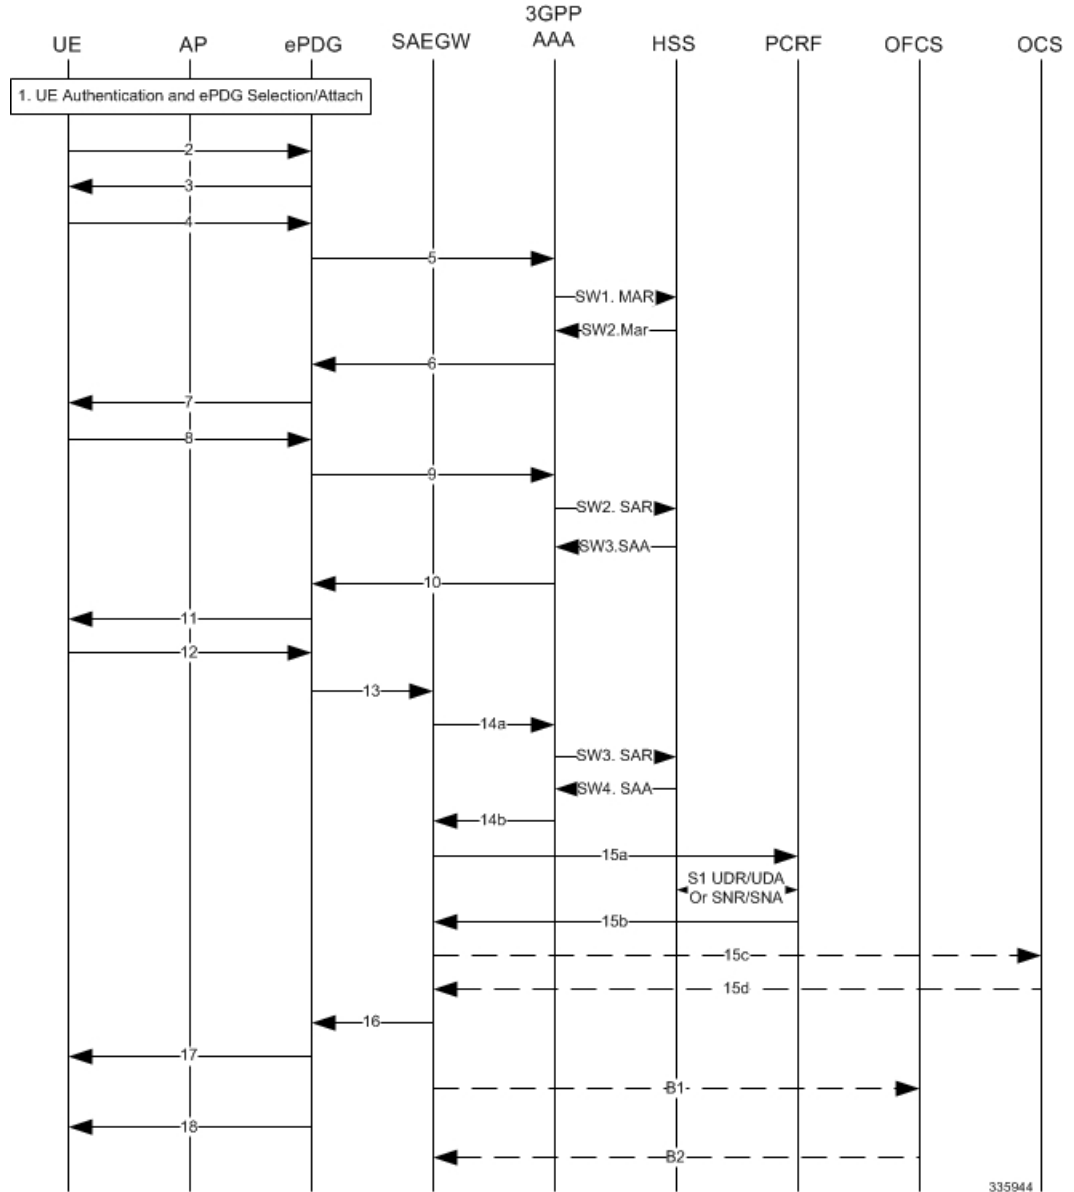 3GPP
UE AP ePDG SAEGW AAA HSS PCRF OFCS OCS
1. UE Authentication and ePDG Selection/Attach
2
3
4
5
SW1. MAR
SW2.Mar
6
7
8
9
SW2. SAR
SW3.SAA
10
11
12
13
14a
SW3. SAR
SW4. SAA
14b
15a
S1 UDR/UDA
Or SNR/SNA
15b
15c
15d
16
17
B1
18
B2
335944